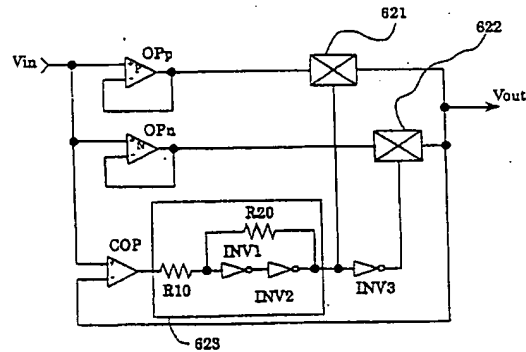 621
622
Vin
OPp
+
P
-
Vout
OPn
+
N
-
COP
+
-
R20
INV1
R10
INV2
INV3
623